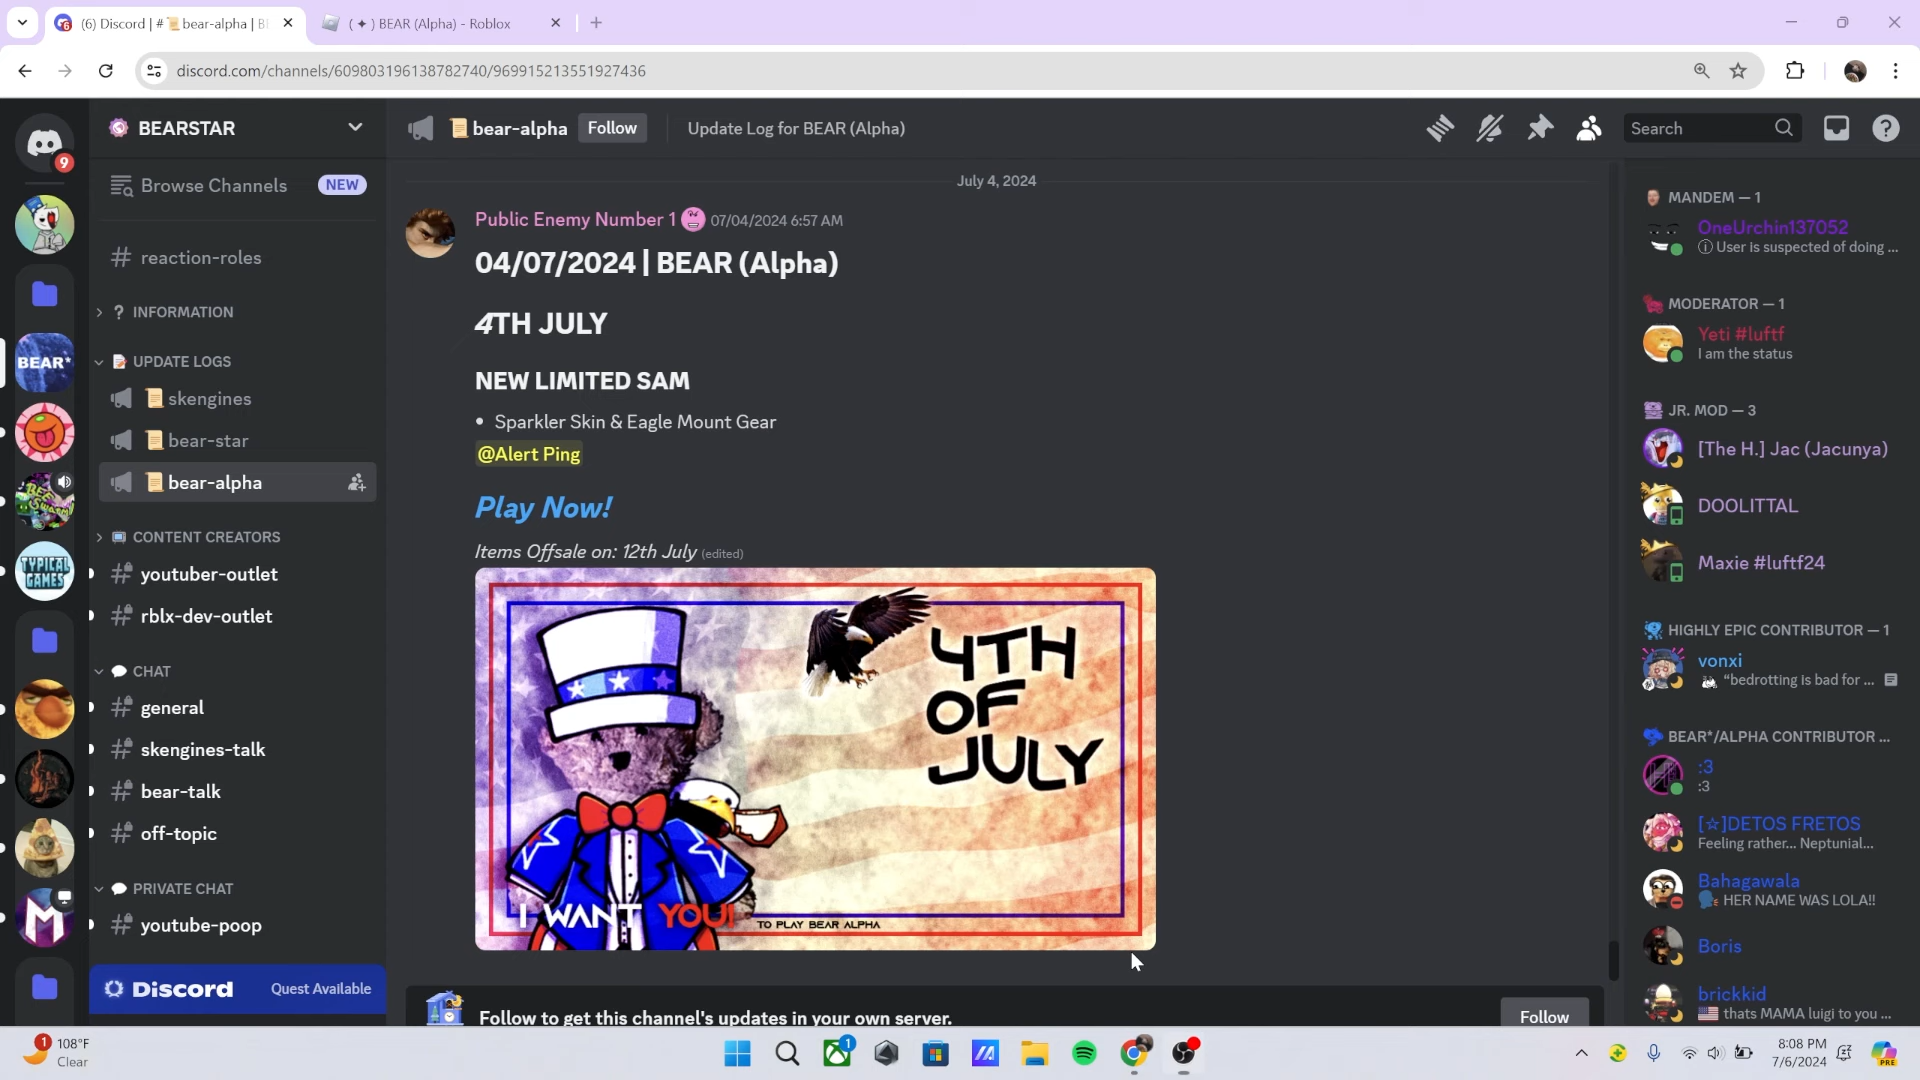 (6) Discord | # bear-alpha | B
( ✦ ) BEAR (Alpha) - Roblox
discord.com/channels/609803196138782740/969915213551927436
9
BEARSTAR
bear-alpha
Follow
Update Log for BEAR (Alpha)
Search
Browse Channels
NEW
reaction-roles
? INFORMATION
UPDATE LOGS
BEAR*
skengines
bear-star
bear-alpha
CONTENT CREATORS
TYPICAL
GAMES
youtuber-outlet
rblx-dev-outlet
CHAT
general
skengines-talk
bear-talk
off-topic
PRIVATE CHAT
youtube-poop
Discord
Quest Available
July 4, 2024
Public Enemy Number 1 07/04/2024 6:57 AM
04/07/2024 | BEAR (Alpha)
4TH JULY
NEW LIMITED SAM
• Sparkler Skin & Eagle Mount Gear
@Alert Ping
Play Now!
Items Offsale on: 12th July (edited)
4TH
OF
JULY
I WANT YOU!
TO PLAY BEAR ALPHA
Follow to get this channel's updates in your own server.
Follow
MANDEM — 1
OneUrchin137052
User is suspected of doing ...
MODERATOR — 1
Yeti #luftf
I am the status
JR. MOD — 3
[The H.] Jac (Jacunya)
DOOLITTAL
Maxie #luftf24
HIGHLY EPIC CONTRIBUTOR — 1
vonxi
"bedrotting is bad for ...
BEAR*/ALPHA CONTRIBUTOR ...
:3
:3
[☆]DETOS FRETOS
Feeling rather... Neptunial...
Bahagawala
HER NAME WAS LOLA!!
Boris
brickkid
thats MAMA luigi to you ...
1
108°F
Clear
1
8:08 PM
7/6/2024
PRE